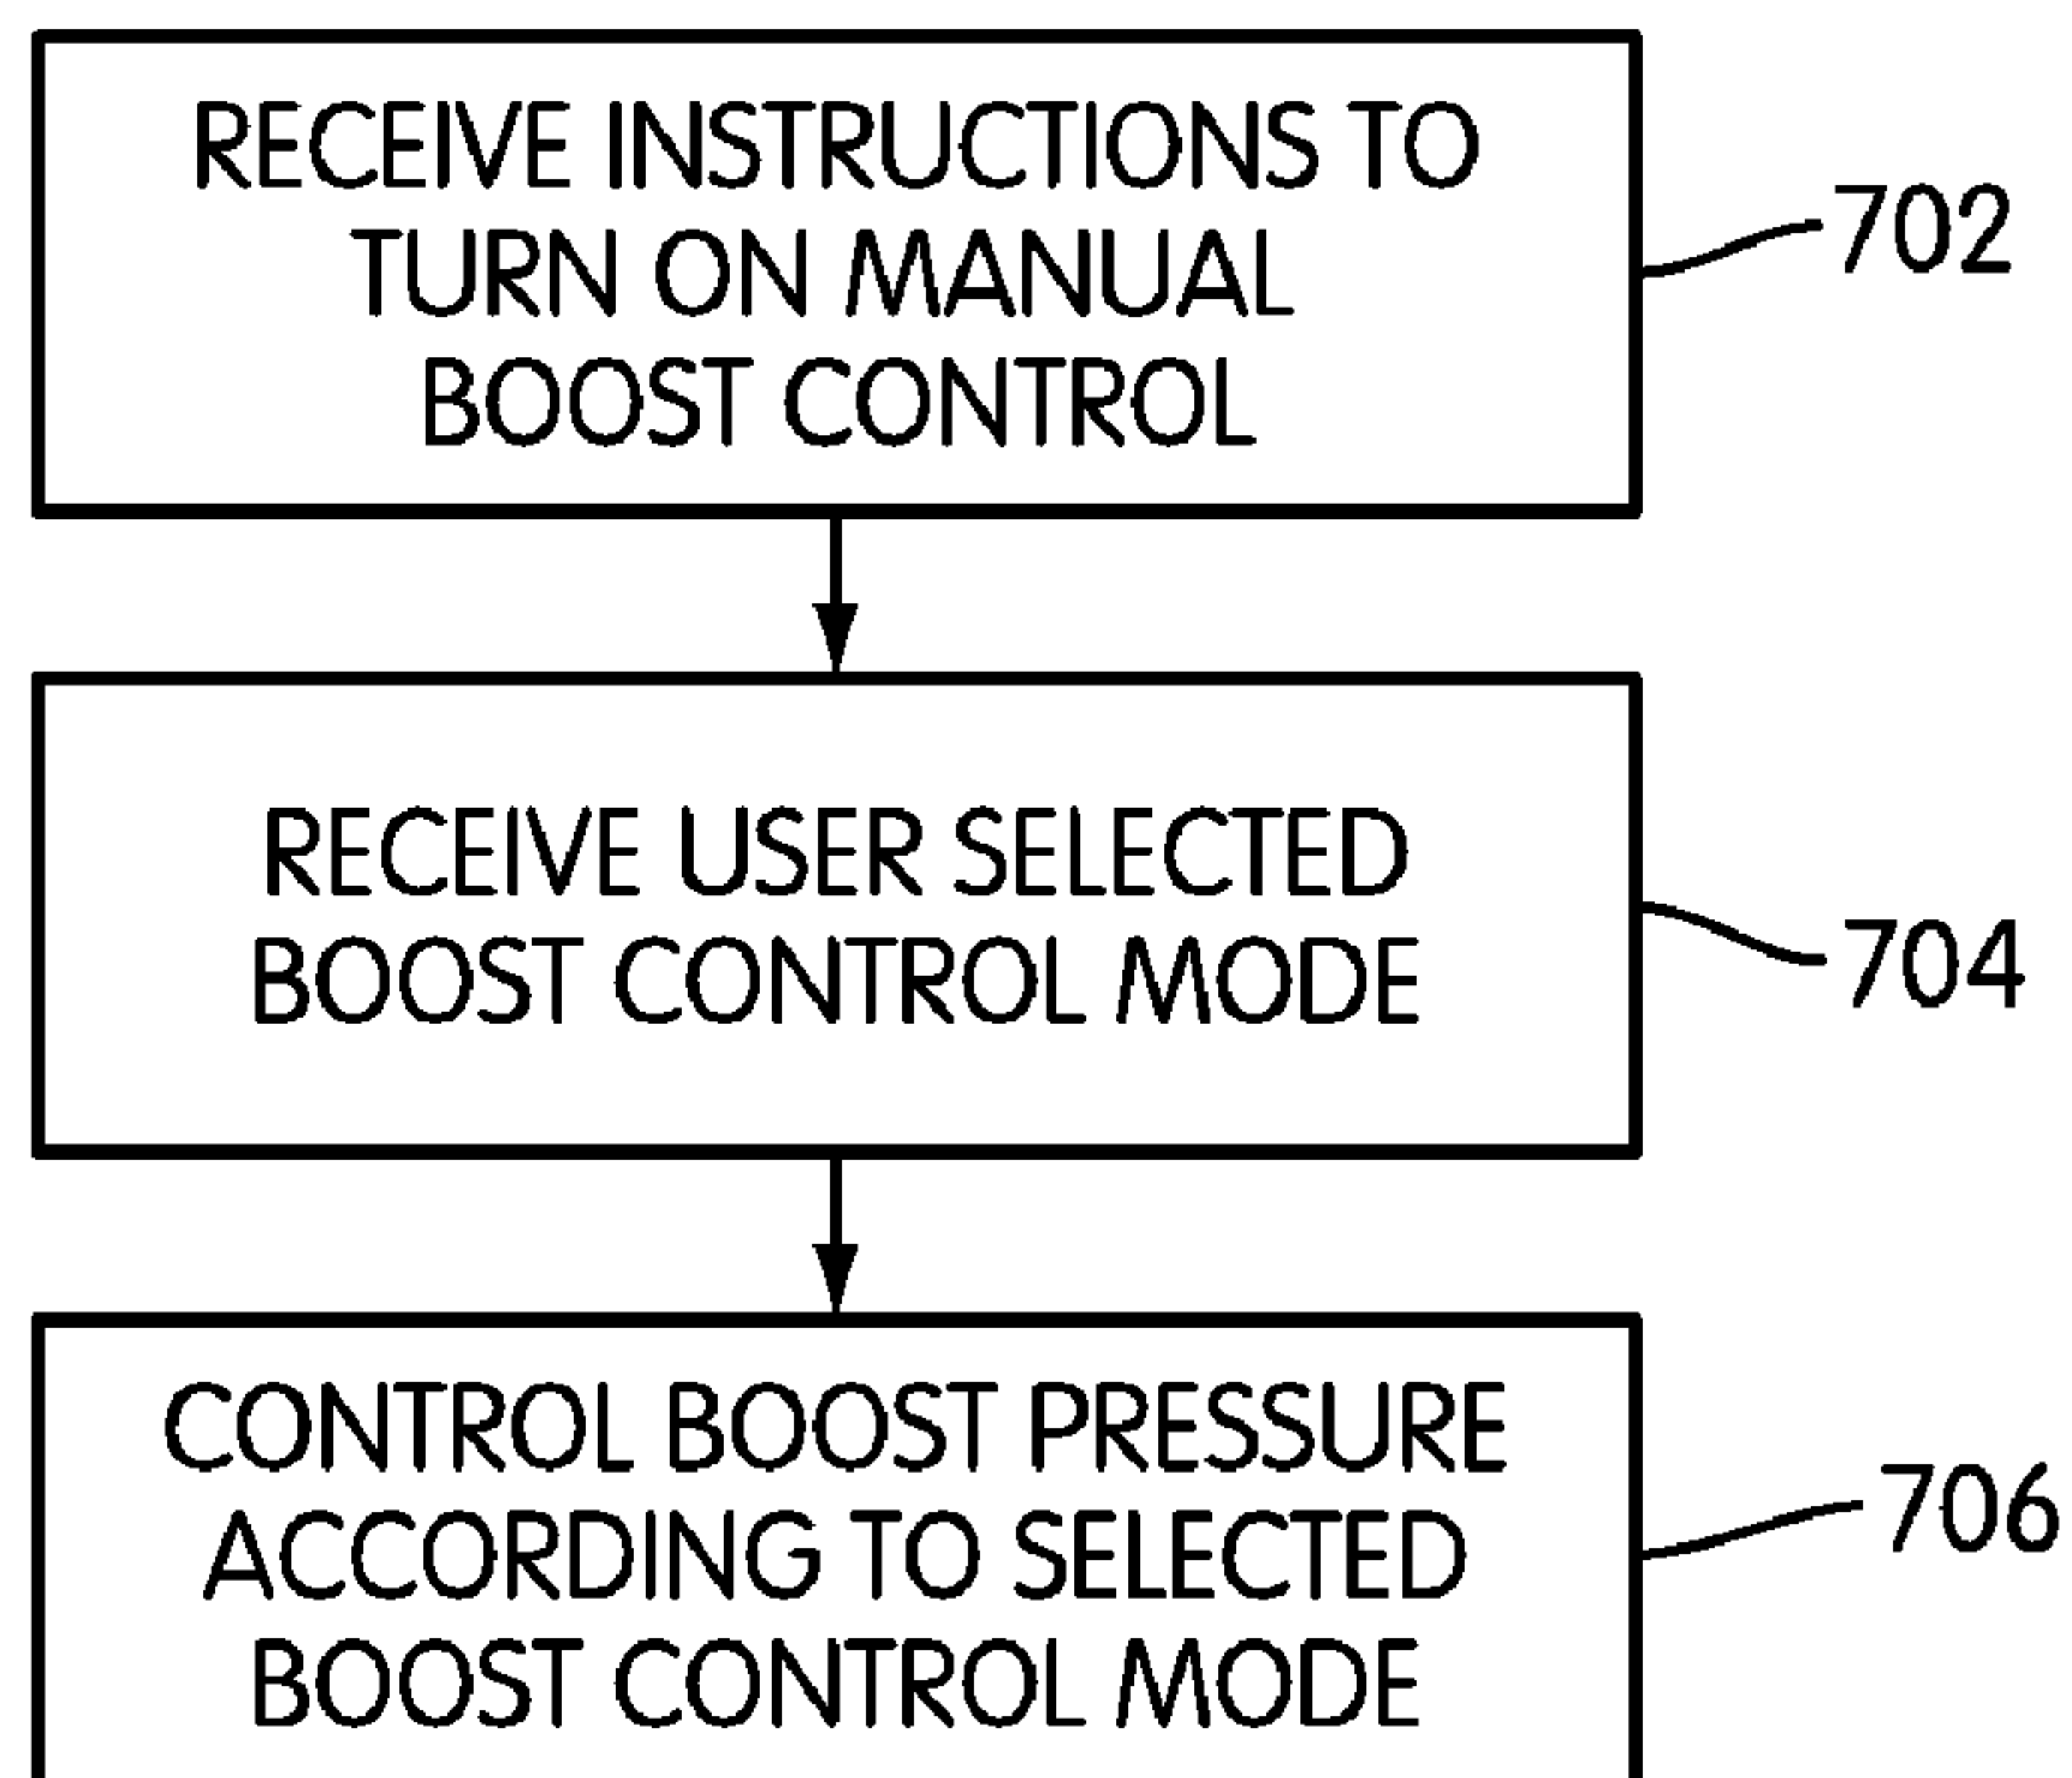 RECEIVE INSTRUCTIONS TO
TURN ON MANUAL
BOOST CONTROL
702
RECEIVE USER SELECTED
BOOST CONTROL MODE
704
CONTROL BOOST PRESSURE
ACCORDING TO SELECTED
BOOST CONTROL MODE
706